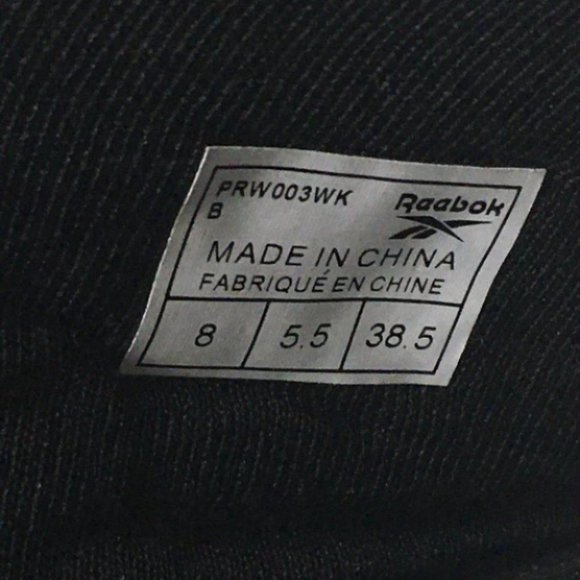 PRW003WK
B
Reebok
MADE IN CHINA
FABRIQUÉ EN CHINE
8 5.5 38.5